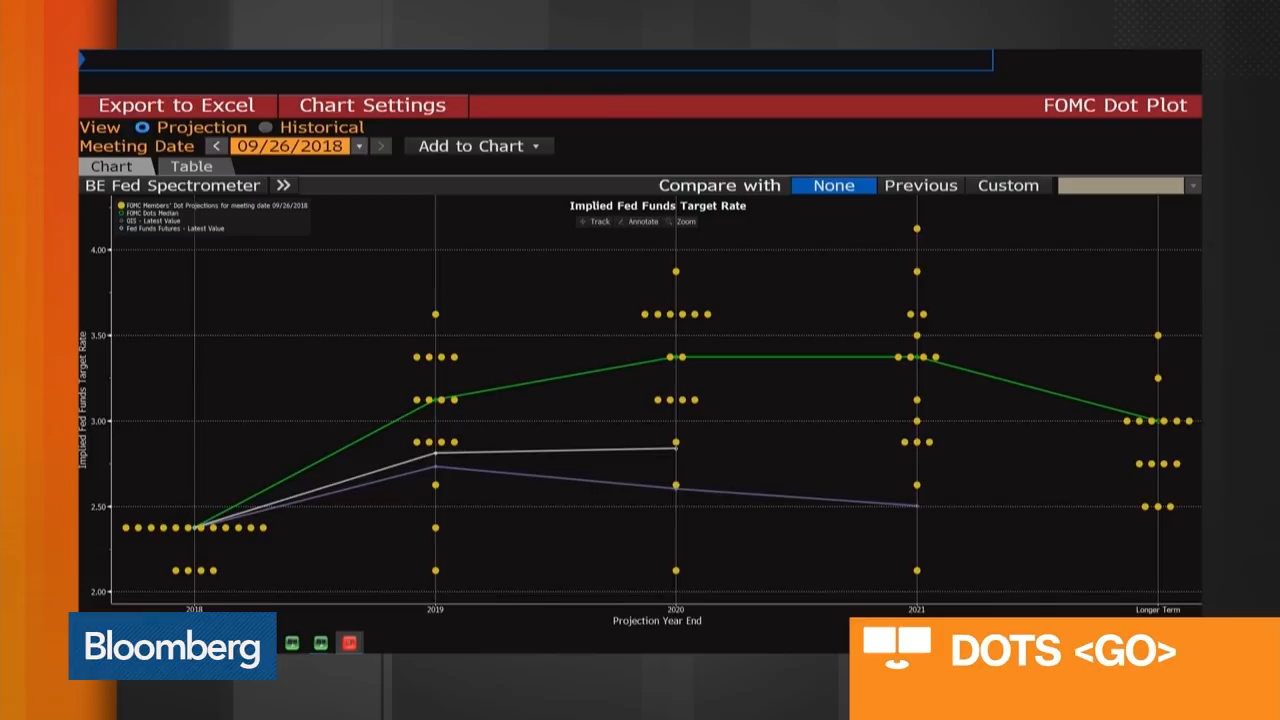 Export to Excel Chart Settings FOMC Dot Plot
View Projection Historical
Meeting Date < 09/26/2018 > Add to Chart
Chart Table
BE Fed Spectrometer >> Compare with None Previous Custom
FOMC Members' Dot Projections for meeting date 09/26/2018
FOMC Dots Median
OIS - Latest Value
Fed Funds Futures - Latest Value
Implied Fed Funds Target Rate
Track Annotate Zoom
Implied Fed Funds Target Rate
4.00
3.50
3.00
2.50
2.00
2018 2019 2020 2021 Longer Term
Projection Year End
Bloomberg
DOTS <GO>